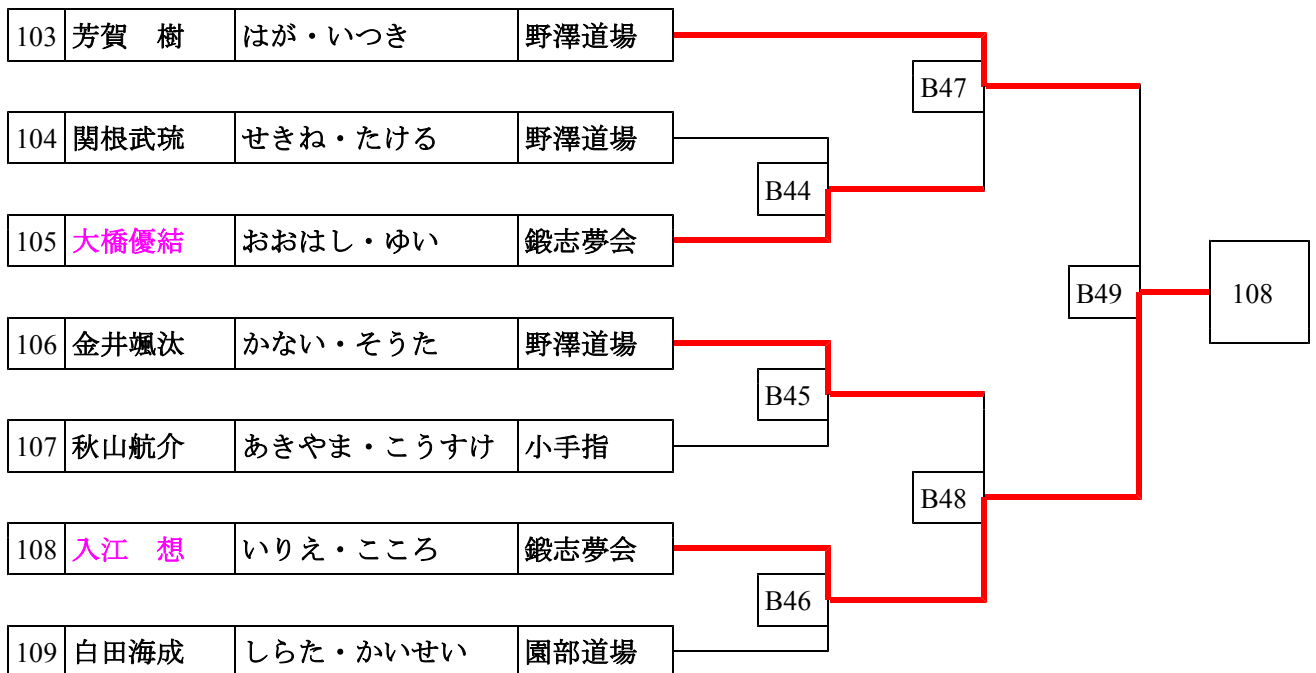 103 芳賀　樹 はが・いつき 野澤道場
B47
104 関根武琉 せきね・たける 野澤道場
B44
105 大橋優結 おおはし・ゆい 鍛志夢会
B49 108
106 金井颯汰 かない・そうた 野澤道場
B45
107 秋山航介 あきやま・こうすけ 小手指
B48
108 入江　想 いりえ・こころ 鍛志夢会
B46
109 白田海成 しらた・かいせい 園部道場